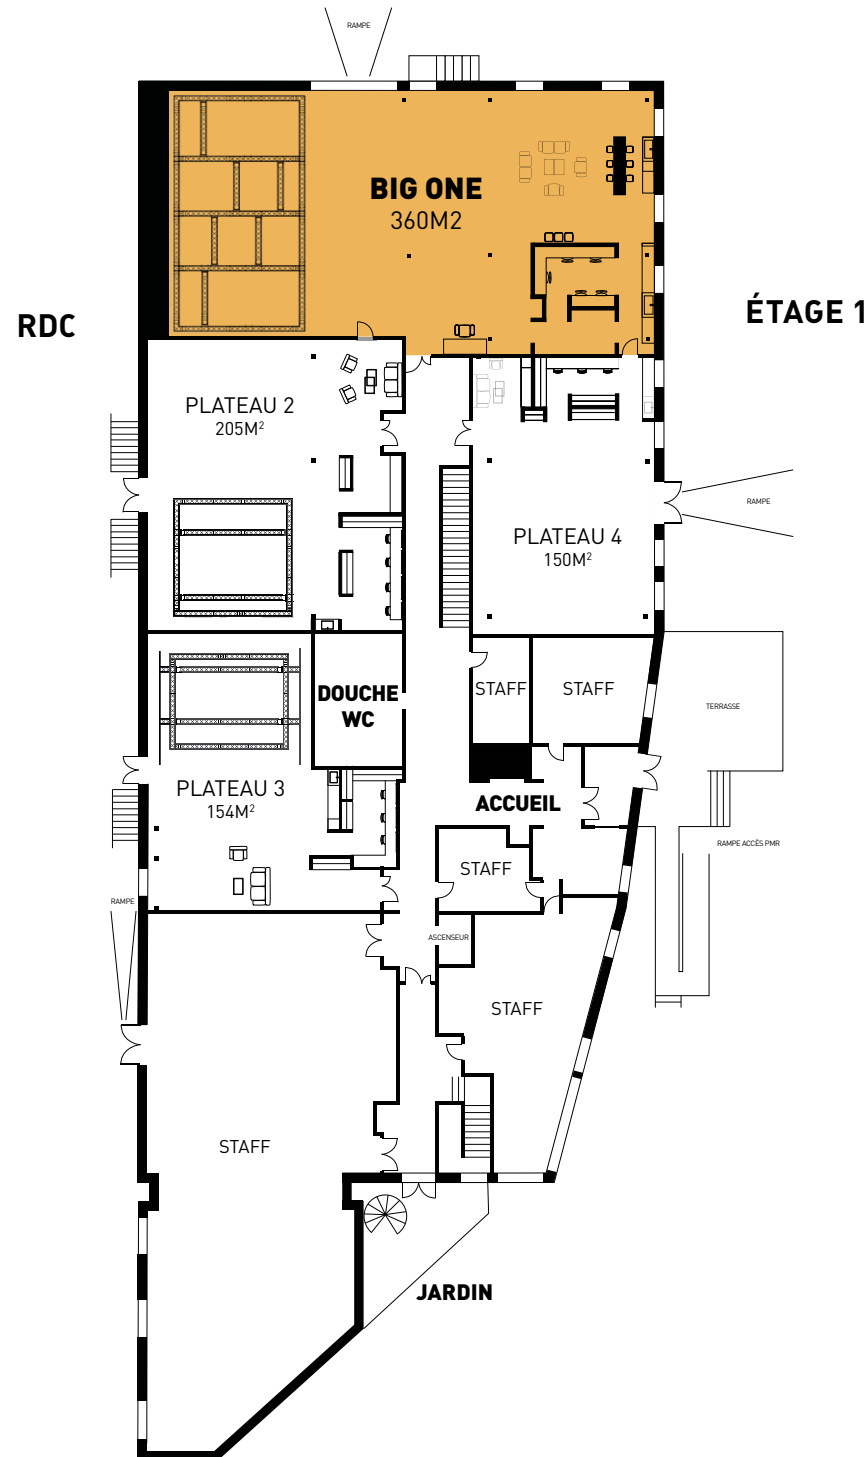 RAMPE
BIG ONE
360M2
RDC
ÉTAGE 1
PLATEAU 2
205M²
RAMPE
PLATEAU 4
150M²
STAFF
STAFF
DOUCHE
WC
TERRASSE
PLATEAU 3
154M²
ACCUEIL
RAMPE ACCÈS PMR
STAFF
RAMPE
ASCENSEUR
STAFF
STAFF
JARDIN